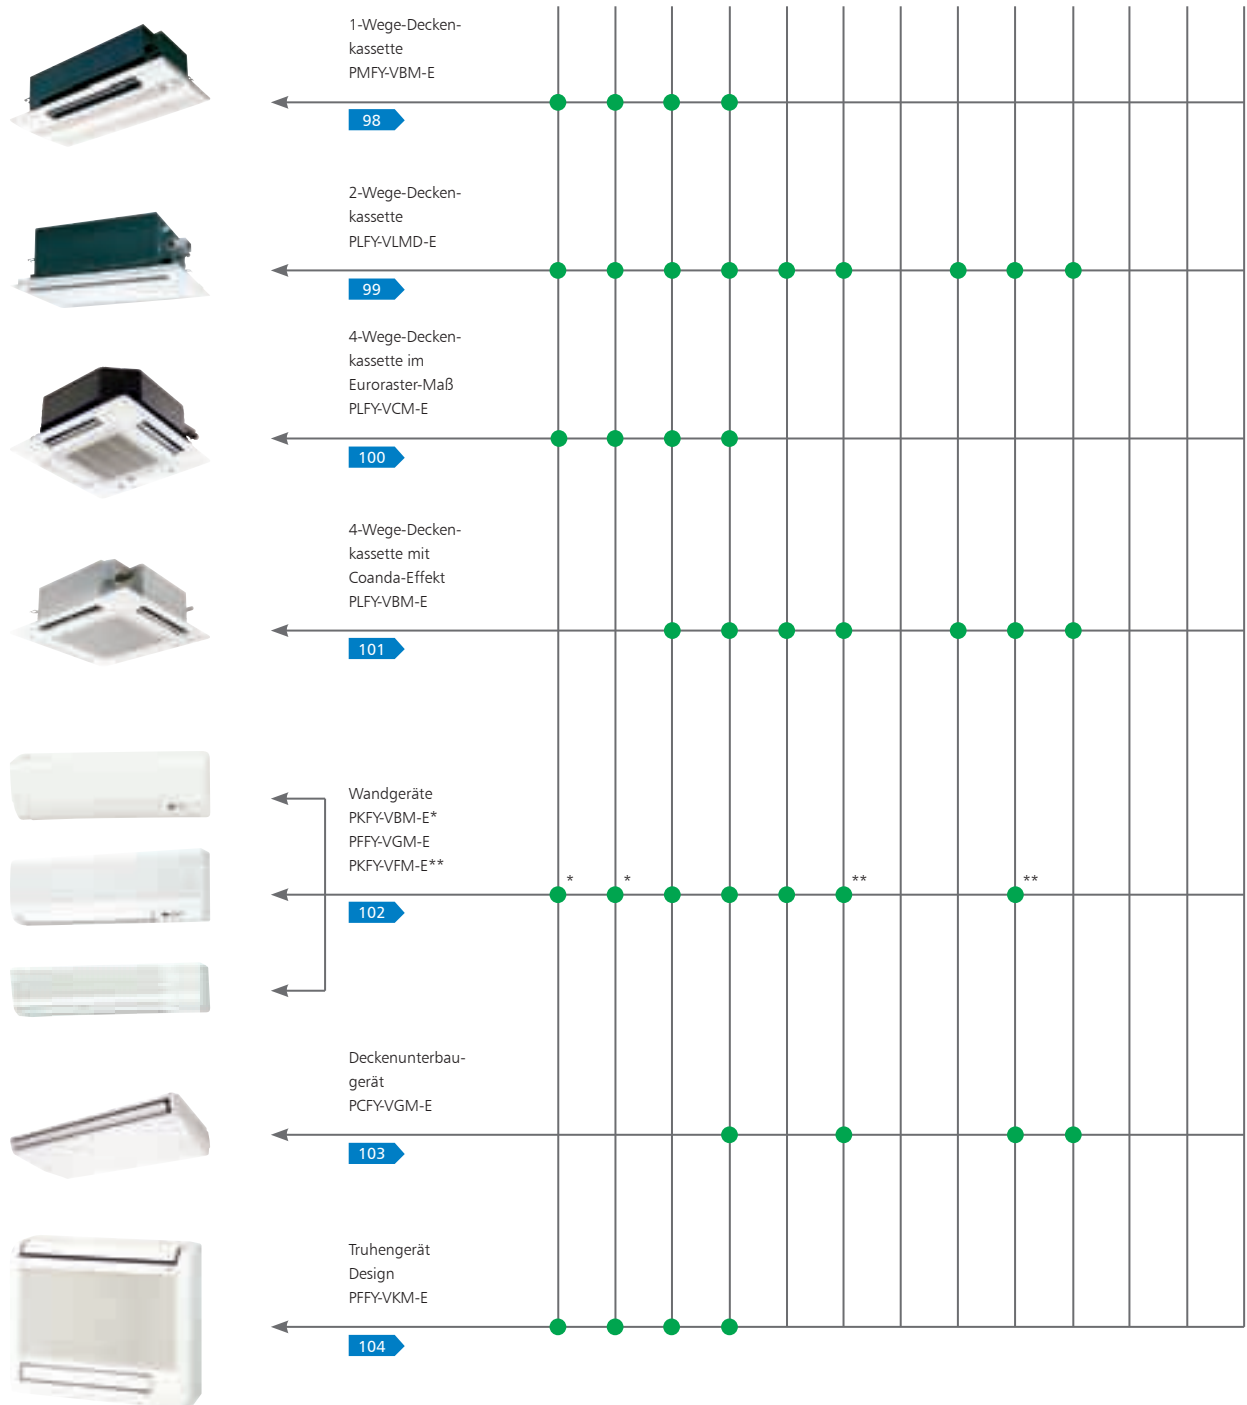 1-Wege-Decken-
kassette
PMFY-VBM-E
98
2-Wege-Decken-
kassette
PLFY-VLMD-E
99
4-Wege-Decken-
kassette im
Euroraster-Maß
PLFY-VCM-E
100
4-Wege-Decken-
kassette mit
Coanda-Effekt
PLFY-VBM-E
101
Wandgeräte
PKFY-VBM-E*
PFFY-VGM-E
PKFY-VFM-E**
* * ** **
102
Deckenunterbau-
gerät
PCFY-VGM-E
103
Truhengerät
Design
PFFY-VKM-E
104